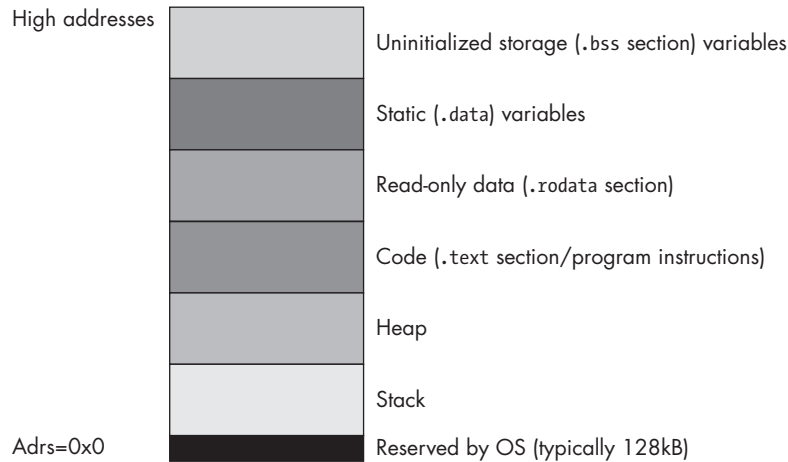 High addresses
Uninitialized storage (.bss section) variables
Static (.data) variables
Read-only data (.rodata section)
Code (.text section/program instructions)
Heap
Stack
Adrs=0x0
Reserved by OS (typically 128kB)